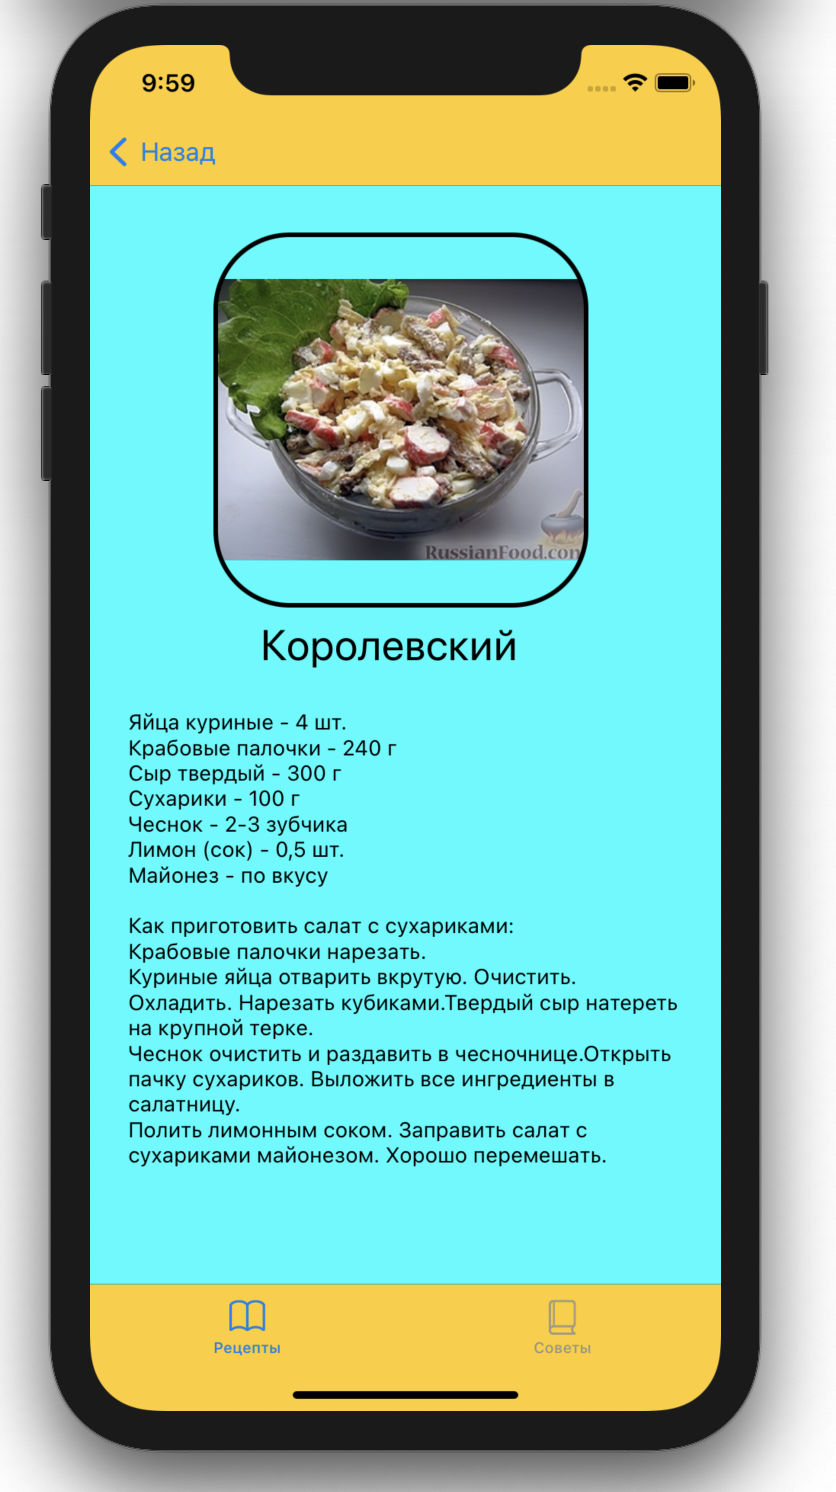 9:59
Назад
RussianFood.com
Королевский
Яйца куриные - 4 шт.
Крабовые палочки - 240 г
Сыр твердый - 300 г
Сухарики - 100 г
Чеснок - 2-3 зубчика
Лимон (сок) - 0,5 шт.
Майонез - по вкусу
Как приготовить салат с сухариками:
Крабовые палочки нарезать.
Куриные яйца отварить вкрутую. Очистить.
Охладить. Нарезать кубиками.Твердый сыр натереть
на крупной терке.
Чеснок очистить и раздавить в чесночнице.Открыть
пачку сухариков. Выложить все ингредиенты в
салатницу.
Полить лимонным соком. Заправить салат с
сухариками майонезом. Хорошо перемешать.
Рецепты
Советы